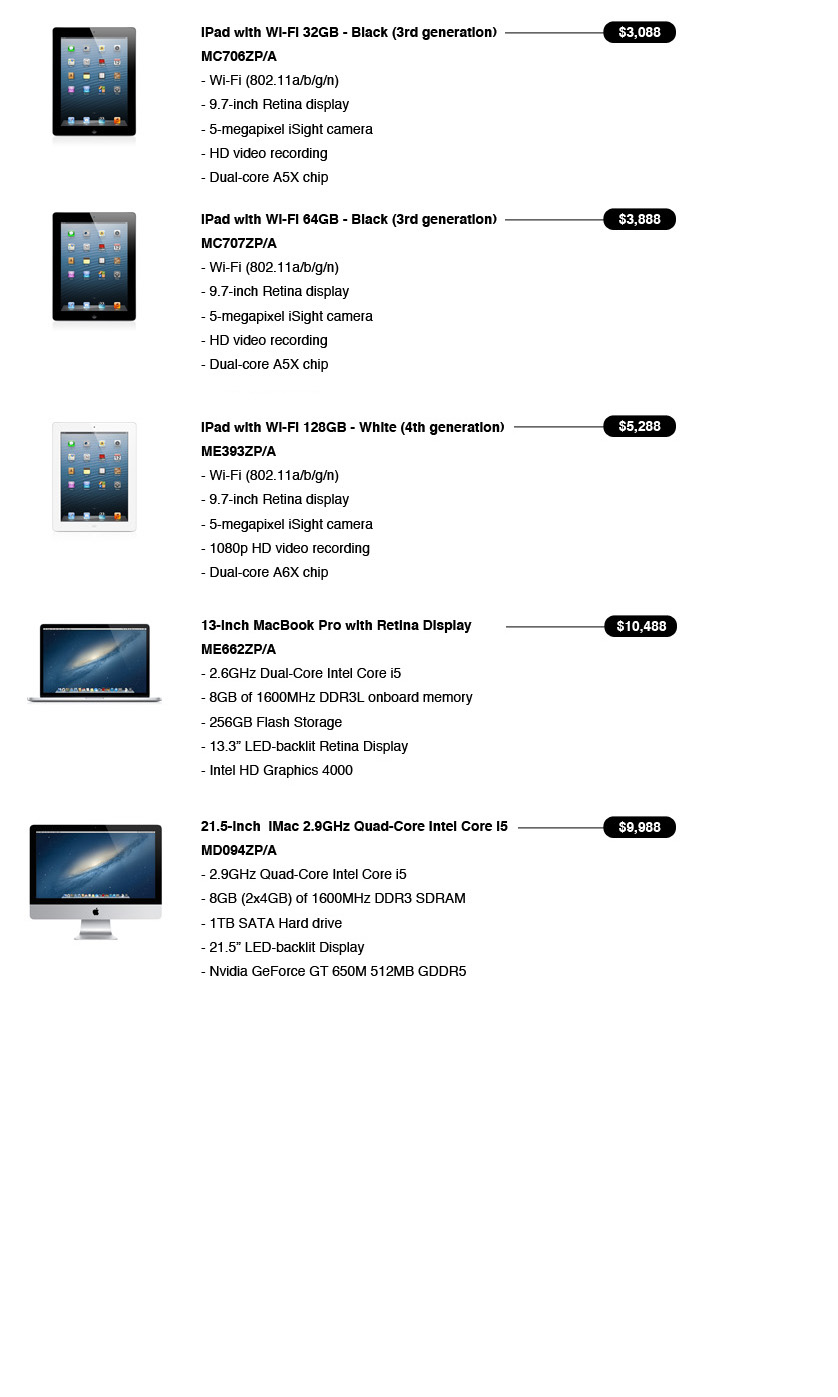 iPad with Wi-Fi 32GB - Black (3rd generation)
$3,088
MC706ZP/A
- Wi-Fi (802.11a/b/g/n)
- 9.7-inch Retina display
- 5-megapixel iSight camera
- HD video recording
- Dual-core A5X chip
iPad with Wi-Fi 64GB - Black (3rd generation)
$3,888
MC707ZP/A
- Wi-Fi (802.11a/b/g/n)
- 9.7-inch Retina display
- 5-megapixel iSight camera
- HD video recording
- Dual-core A5X chip
iPad with Wi-Fi 128GB - White (4th generation)
$5,288
ME393ZP/A
- Wi-Fi (802.11a/b/g/n)
- 9.7-inch Retina display
- 5-megapixel iSight camera
- 1080p HD video recording
- Dual-core A6X chip
13-inch MacBook Pro with Retina Display
$10,488
ME662ZP/A
- 2.6GHz Dual-Core Intel Core i5
- 8GB of 1600MHz DDR3L onboard memory
- 256GB Flash Storage
- 13.3” LED-backlit Retina Display
- Intel HD Graphics 4000
21.5-inch  iMac 2.9GHz Quad-Core Intel Core i5
$9,988
MD094ZP/A
- 2.9GHz Quad-Core Intel Core i5
- 8GB (2x4GB) of 1600MHz DDR3 SDRAM
- 1TB SATA Hard drive
- 21.5” LED-backlit Display
- Nvidia GeForce GT 650M 512MB GDDR5